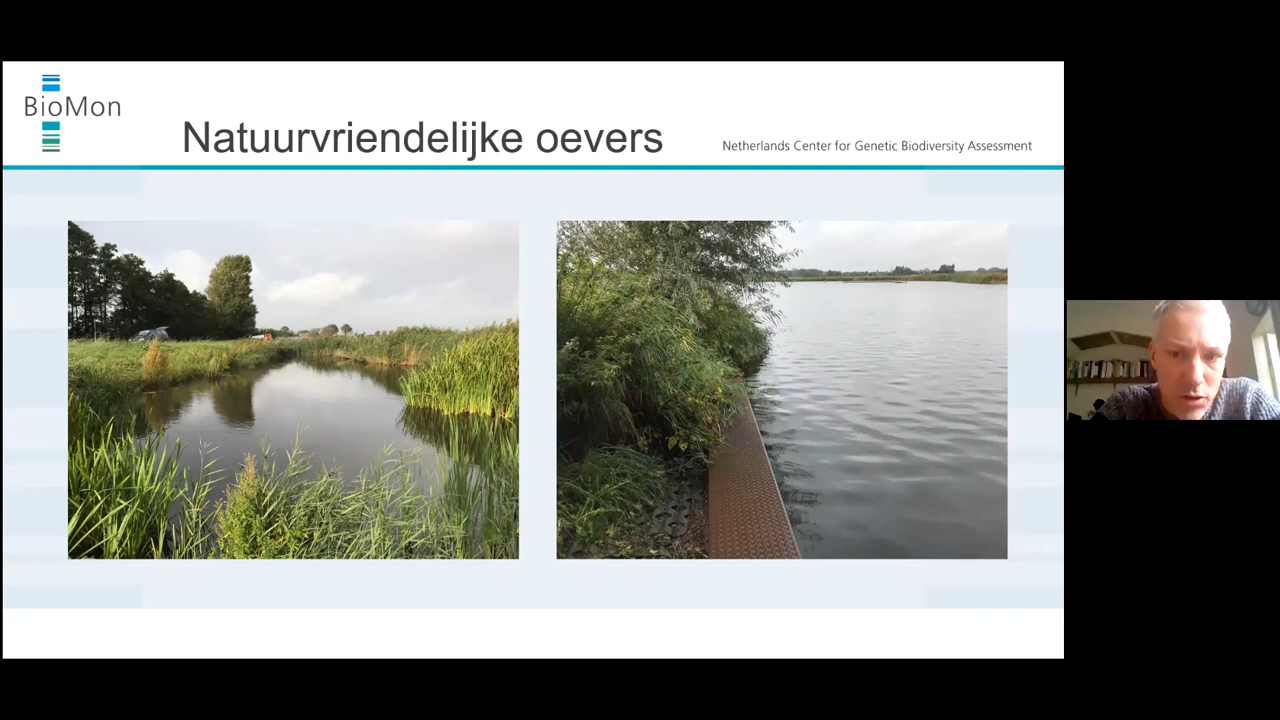 BioMon
Natuurvriendelijke oevers
Netherlands Center for Genetic Biodiversity Assessment